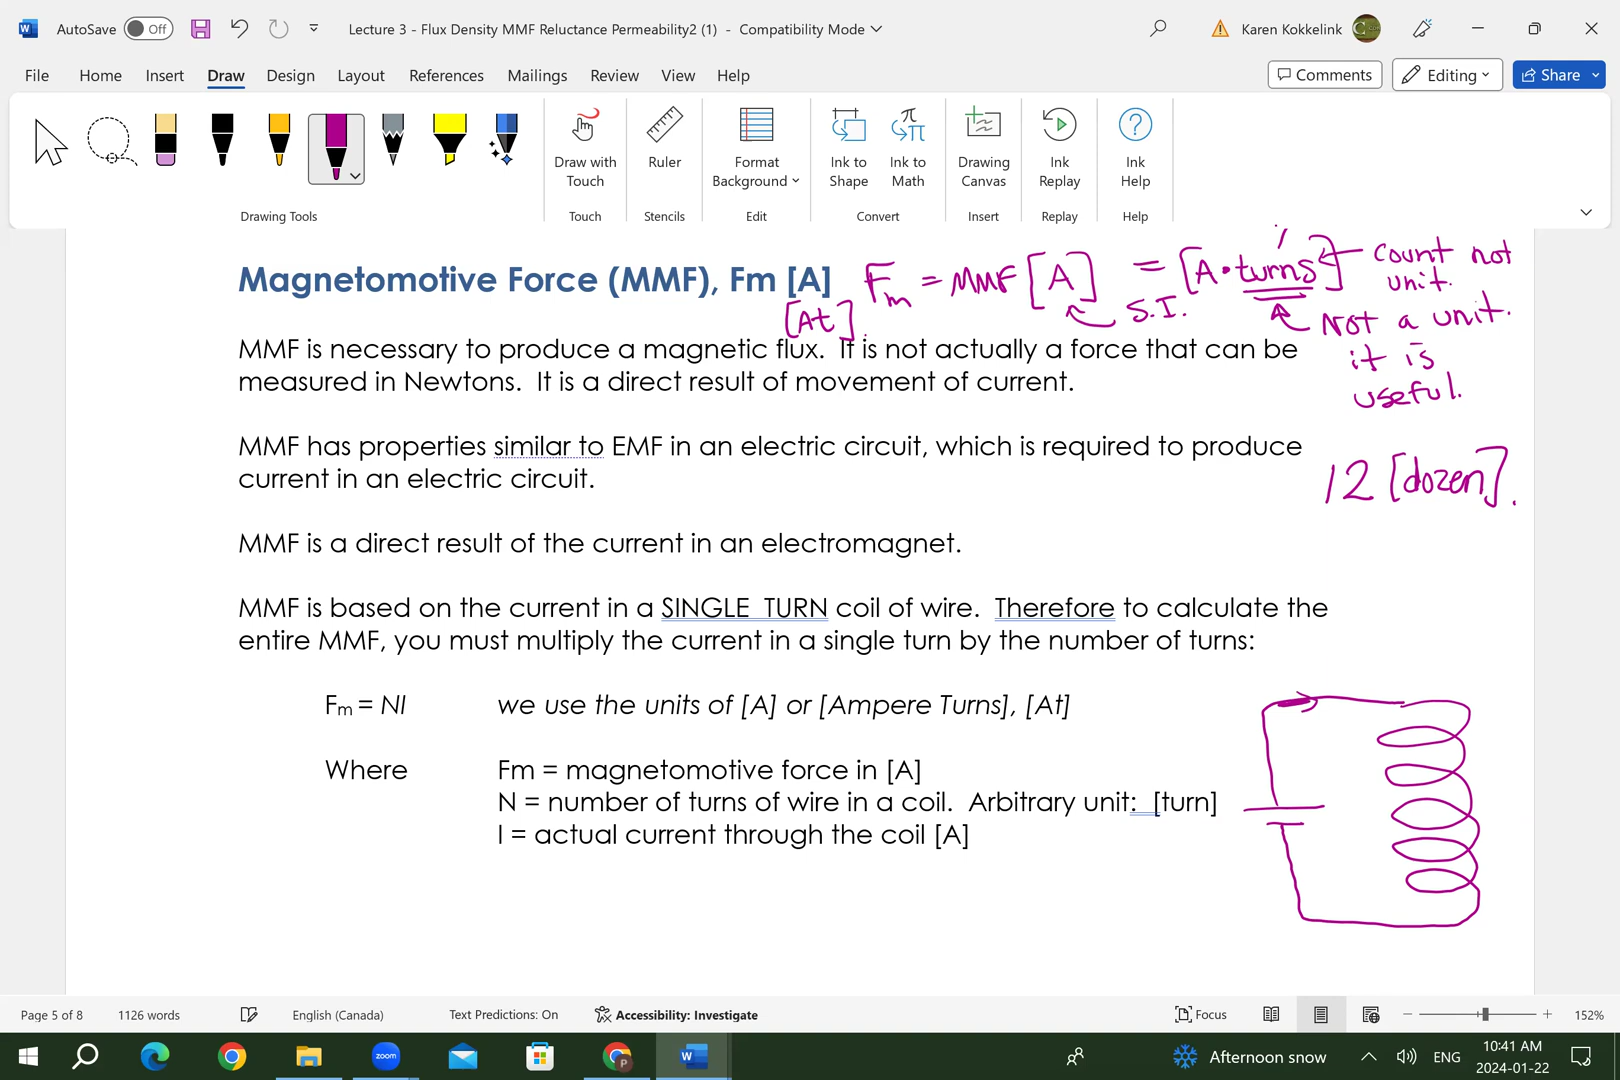 AutoSave Off Lecture 3 - Flux Density MMF Reluctance Permeability2 (1) - Compatibility Mode Karen Kokkelink
File Home Insert Draw Design Layout References Mailings Review View Help Comments Editing Share
Draw with Touch Ruler Format Background Ink to Shape Ink to Math Drawing Canvas Ink Replay Ink Help
Drawing Tools Touch Stencils Edit Convert Insert Replay Help
Magnetomotive Force (MMF), Fm [A] Fm = MMF [A] = [A • turns] count not unit.
[At] S.I. Not a unit.
it is
useful.
MMF is necessary to produce a magnetic flux. It is not actually a force that can be
measured in Newtons. It is a direct result of movement of current.
MMF has properties similar to EMF in an electric circuit, which is required to produce
current in an electric circuit.
12 [dozen].
MMF is a direct result of the current in an electromagnet.
MMF is based on the current in a SINGLE TURN coil of wire. Therefore to calculate the
entire MMF, you must multiply the current in a single turn by the number of turns:
Fm = NI we use the units of [A] or [Ampere Turns], [At]
Where Fm = magnetomotive force in [A]
N = number of turns of wire in a coil. Arbitrary unit: [turn]
I = actual current through the coil [A]
Page 5 of 8 1126 words English (Canada) Text Predictions: On Accessibility: Investigate Focus 152%
zoom Afternoon snow ENG 10:41 AM
2024-01-22